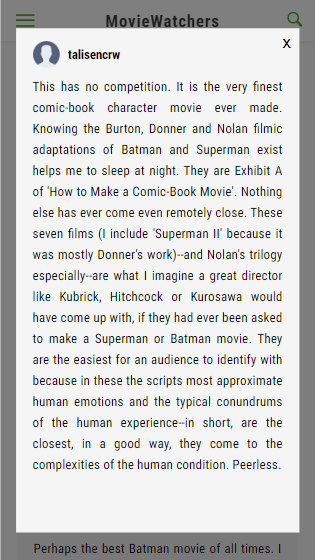 MovieWatchers
x
talisencrw
This has no competition. It is the very finest
comic-book character movie ever made.
Knowing the Burton, Donner and Nolan filmic
adaptations of Batman and Superman exist
helps me to sleep at night. They are Exhibit A
of 'How to Make a Comic-Book Movie'. Nothing
else has ever come even remotely close. These
seven films (I include 'Superman II' because it
was mostly Donner's work)--and Nolan's trilogy
especially--are what I imagine a great director
like Kubrick, Hitchcock or Kurosawa would
have come up with, if they had ever been asked
to make a Superman or Batman movie. They
are the easiest for an audience to identify with
because in these the scripts most approximate
human emotions and the typical conundrums
of the human experience--in short, are the
closest, in a good way, they come to the
complexities of the human condition. Peerless.
Perhaps the best Batman movie of all times. I